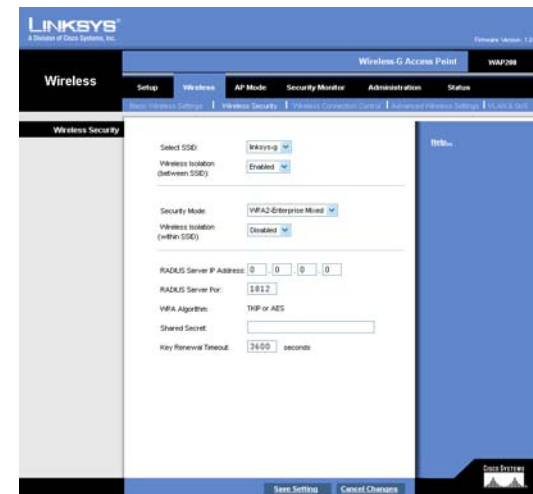 LINKSYS®
A Division of Cisco Systems, Inc.
Firmware Version: 1.0
Wireless-G Access Point WAP200
Wireless
Setup Wireless AP Mode Security Monitor Administration Status
Basic Wireless Settings | Wireless Security | Wireless Connection Control | Advanced Wireless Settings | VLAN & QoS
Wireless Security
Help...
Select SSID: linksys-g
Wireless Isolation
(between SSID): Enabled
Security Mode: WPA2-Enterprise Mixed
Wireless Isolation
(within SSID) Disabled
RADIUS Server IP Address: 0 . 0 . 0 . 0
RADIUS Server Por: 1812
WPA Algorithm: TKIP or AES
Shared Secret:
Key Renewal Timeout: 3600 seconds
Cisco Systems
Save Setting Cancel Changes